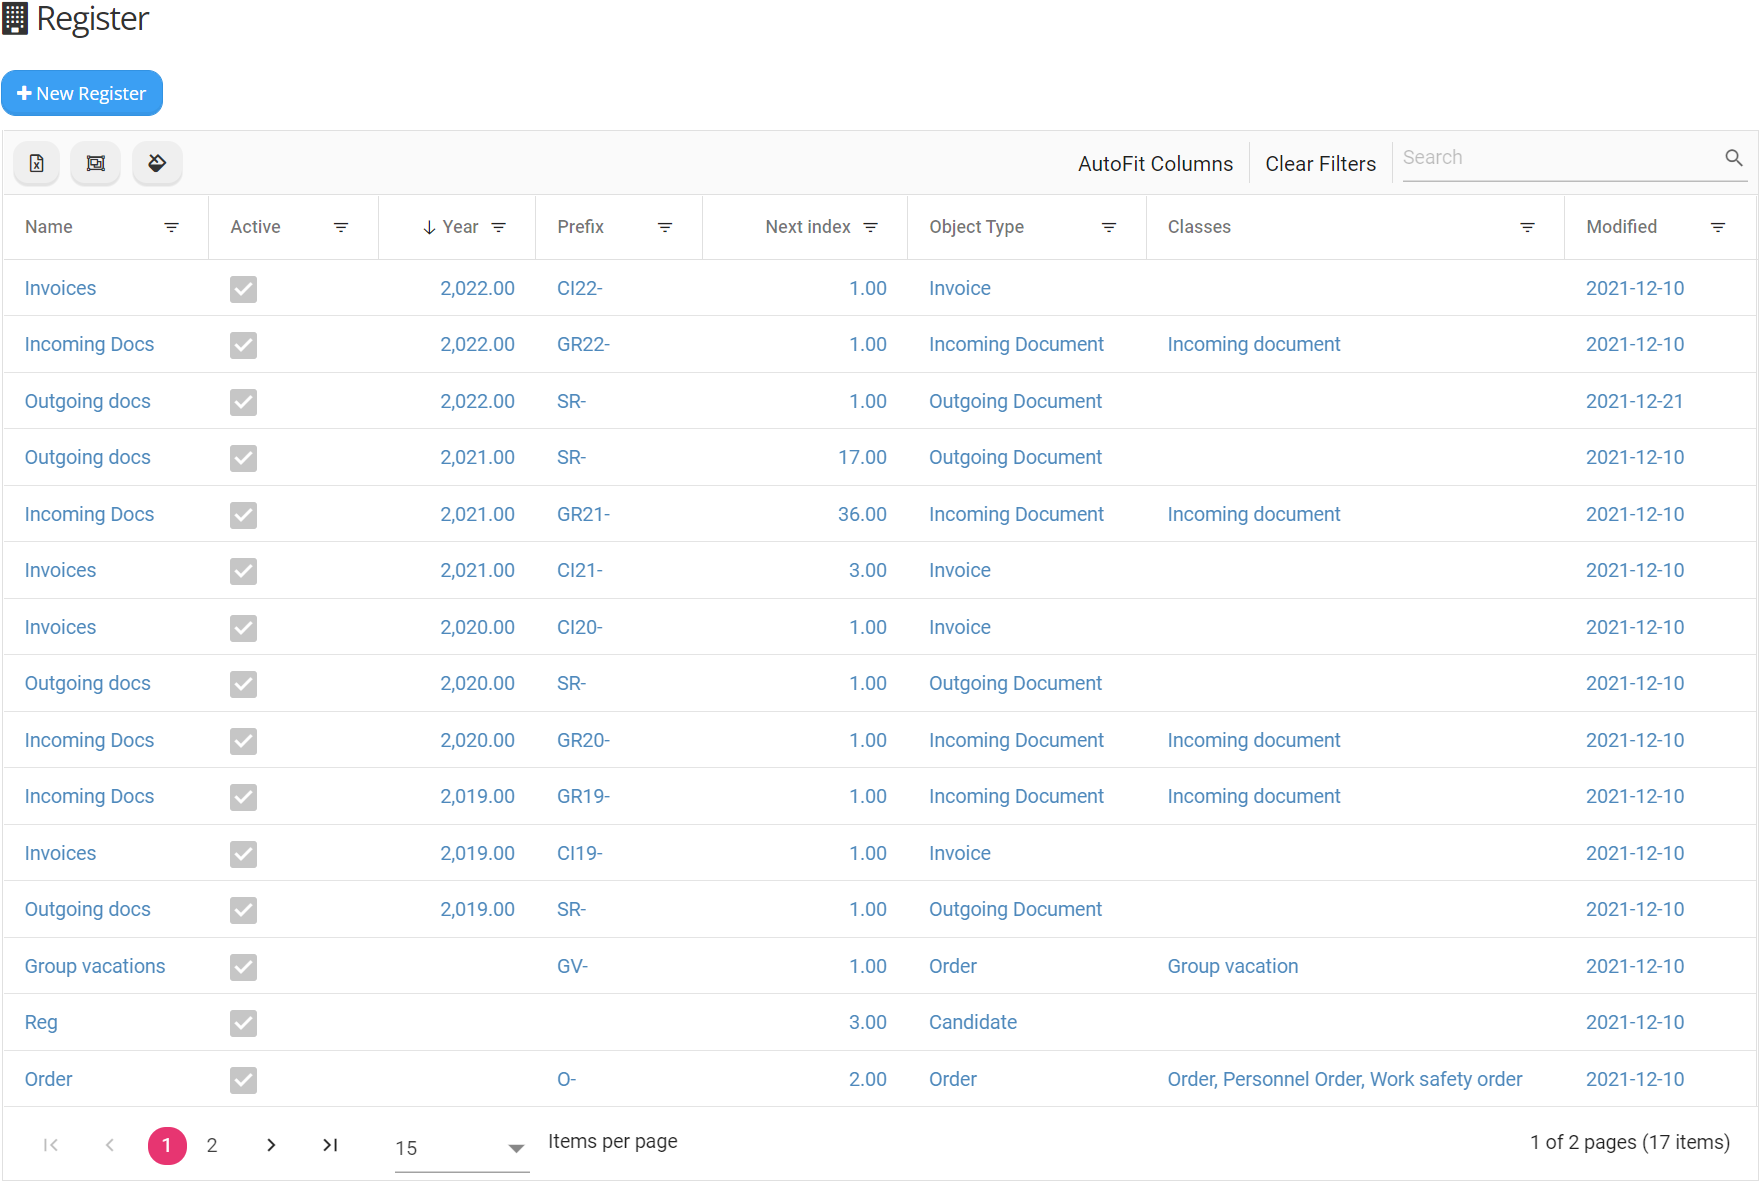 Register
New Register
AutoFit Columns Clear Filters Search
Name Active Year Prefix Next index Object Type Classes Modified
Invoices 2,022.00 CI22- 1.00 Invoice 2021-12-10
Incoming Docs 2,022.00 GR22- 1.00 Incoming Document Incoming document 2021-12-10
Outgoing docs 2,022.00 SR- 1.00 Outgoing Document 2021-12-21
Outgoing docs 2,021.00 SR- 17.00 Outgoing Document 2021-12-10
Incoming Docs 2,021.00 GR21- 36.00 Incoming Document Incoming document 2021-12-10
Invoices 2,021.00 CI21- 3.00 Invoice 2021-12-10
Invoices 2,020.00 CI20- 1.00 Invoice 2021-12-10
Outgoing docs 2,020.00 SR- 1.00 Outgoing Document 2021-12-10
Incoming Docs 2,020.00 GR20- 1.00 Incoming Document Incoming document 2021-12-10
Incoming Docs 2,019.00 GR19- 1.00 Incoming Document Incoming document 2021-12-10
Invoices 2,019.00 CI19- 1.00 Invoice 2021-12-10
Outgoing docs 2,019.00 SR- 1.00 Outgoing Document 2021-12-10
Group vacations GV- 1.00 Order Group vacation 2021-12-10
Reg 3.00 Candidate 2021-12-10
Order O- 2.00 Order Order, Personnel Order, Work safety order 2021-12-10
1 2 15 Items per page 1 of 2 pages (17 items)